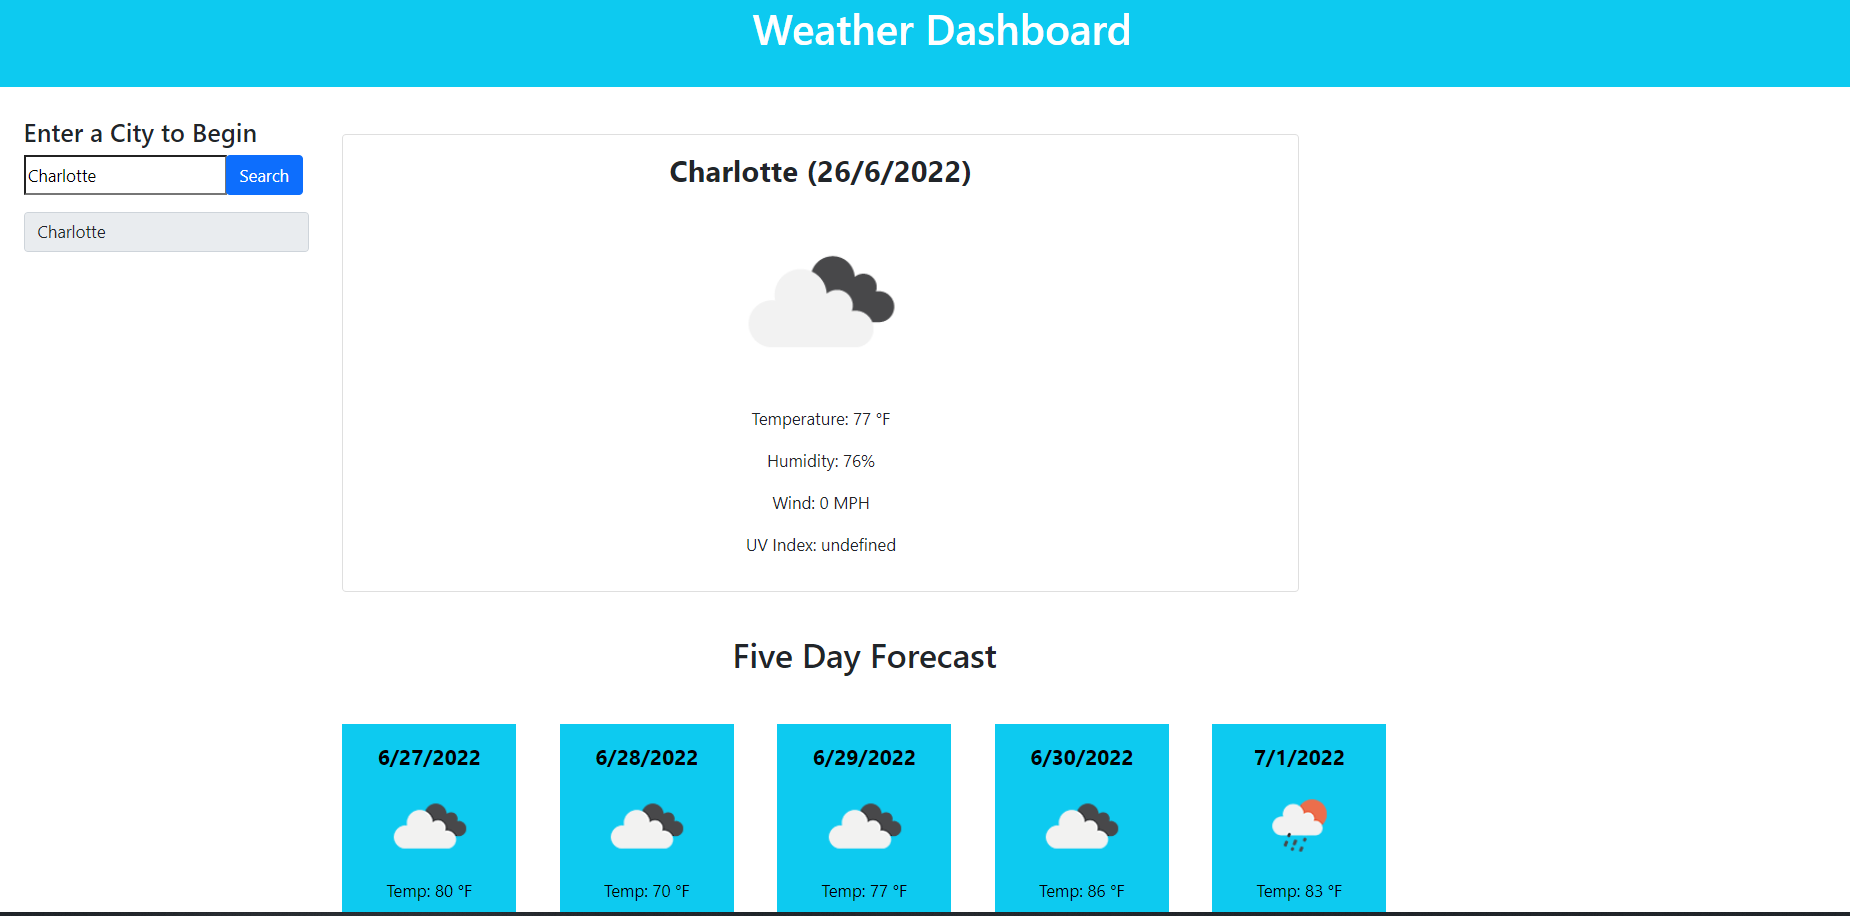 Weather Dashboard
Enter a City to Begin
Charlotte
Search
Charlotte
Charlotte (26/6/2022)
Temperature: 77 °F
Humidity: 76%
Wind: 0 MPH
UV Index: undefined
Five Day Forecast
6/27/2022
Temp: 80 °F
6/28/2022
Temp: 70 °F
6/29/2022
Temp: 77 °F
6/30/2022
Temp: 86 °F
7/1/2022
Temp: 83 °F